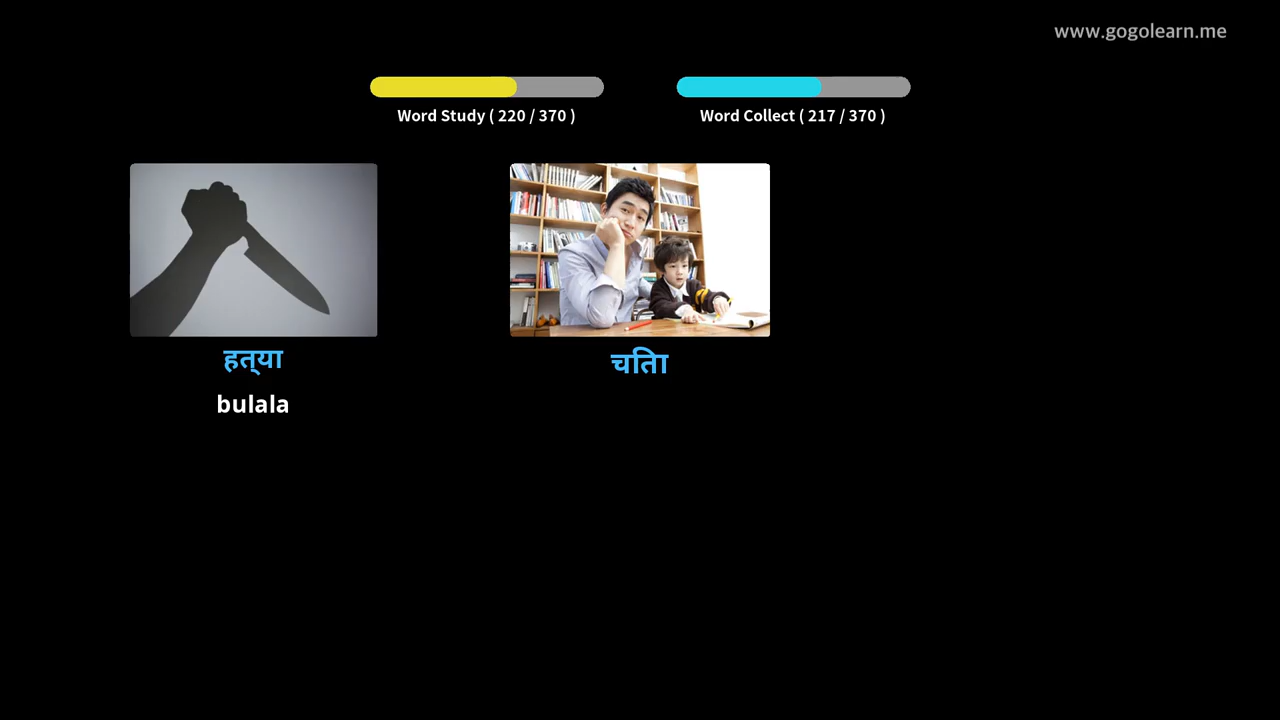 www.gogolearn.me
Word Study ( 220 / 370 )
Word Collect ( 217 / 370 )
हत्या
चिता
bulala